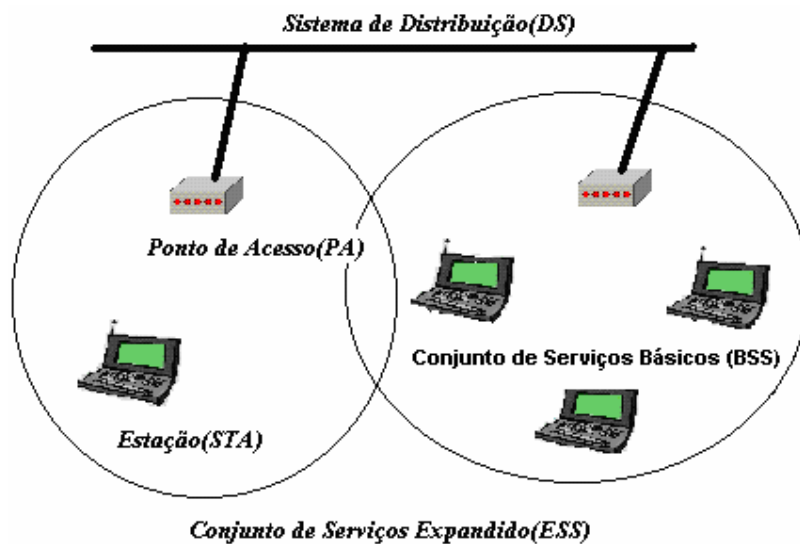 Sistema de Distribuição(DS)
Ponto de Acesso(PA)
Conjunto de Serviços Básicos (BSS)
Estação(STA)
Conjunto de Serviços Expandido(ESS)